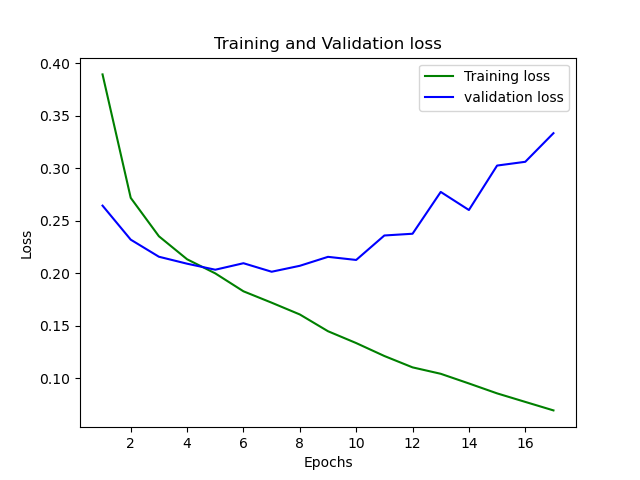 Training and Validation loss
Training loss
validation loss
0.40
0.35
0.30
0.25
0.20
0.15
0.10
Loss
2 4 6 8 10 12 14 16
Epochs